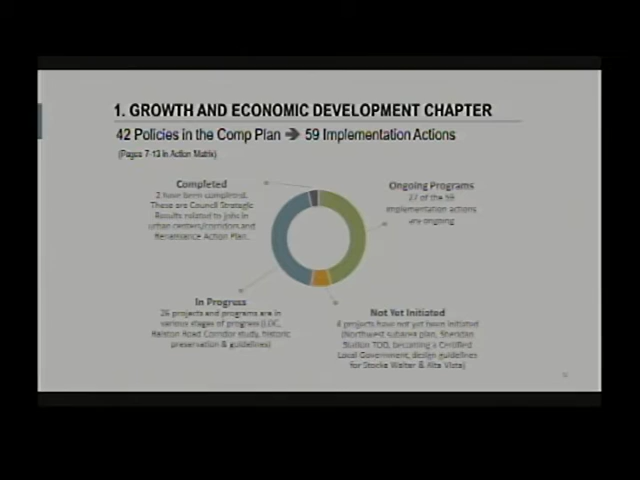 1. GROWTH AND ECONOMIC DEVELOPMENT CHAPTER
42 Policies in the Comp Plan ➔ 59 Implementation Actions
(Pages 7-13 in Action Matrix)
Completed
2 have been completed.
These are Council Strategic
Results related to jobs in
urban centers/corridors and
Renaissance Action Plan.
Ongoing Programs
27 of the 59
implementation actions
are ongoing
In Progress
26 projects and programs are in
various stages of progress (LDC,
Ralston Road Corridor study, historic
preservation & guidelines)
Not Yet Initiated
4 projects have not yet been initiated
(Northwest subarea plan, Sheridan
Station TOD, becoming a Certified
Local Government, design guidelines
for Stocke Walter & Alta Vista)